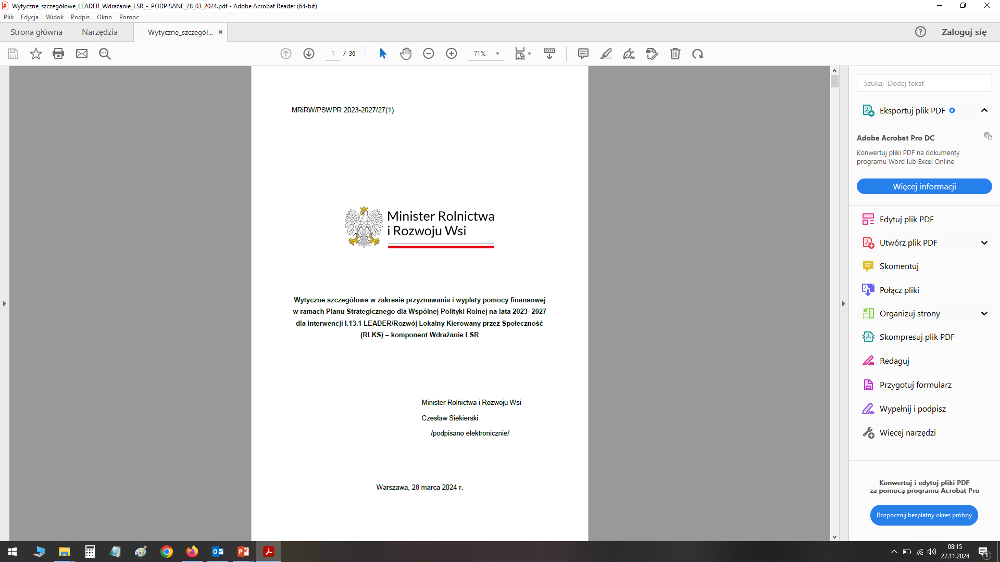 Wytyczne_szczegółowe_LEADER_Wdrażanie_LSR_-_PODPISANE_28_03_2024.pdf - Adobe Acrobat Reader (64-bit)
Plik Edycja Widok Podpis Okno Pomoc
Strona główna Narzędzia Wytyczne_szczegół... Zaloguj się
1 / 36 71%
MRiRW/PSWPR 2023-2027/27(1)
Minister Rolnictwa
i Rozwoju Wsi
Wytyczne szczegółowe w zakresie przyznawania i wypłaty pomocy finansowej
w ramach Planu Strategicznego dla Wspólnej Polityki Rolnej na lata 2023–2027
dla interwencji I.13.1 LEADER/Rozwój Lokalny Kierowany przez Społeczność
(RLKS) – komponent Wdrażanie LSR
Minister Rolnictwa i Rozwoju Wsi
Czesław Siekierski
/podpisano elektronicznie/
Warszawa, 28 marca 2024 r.
Szukaj 'Dodaj tekst'
Eksportuj plik PDF
Adobe Acrobat Pro DC
Konwertuj pliki PDF na dokumenty
programu Word lub Excel Online
Więcej informacji
Edytuj plik PDF
Utwórz plik PDF
Skomentuj
Połącz pliki
Organizuj strony
Skompresuj plik PDF
Redaguj
Przygotuj formularz
Wypełnij i podpisz
Więcej narzędzi
Konwertuj i edytuj pliki PDF
za pomocą programu Acrobat Pro
Rozpocznij bezpłatny okres próbny
08:15
27.11.2024
1